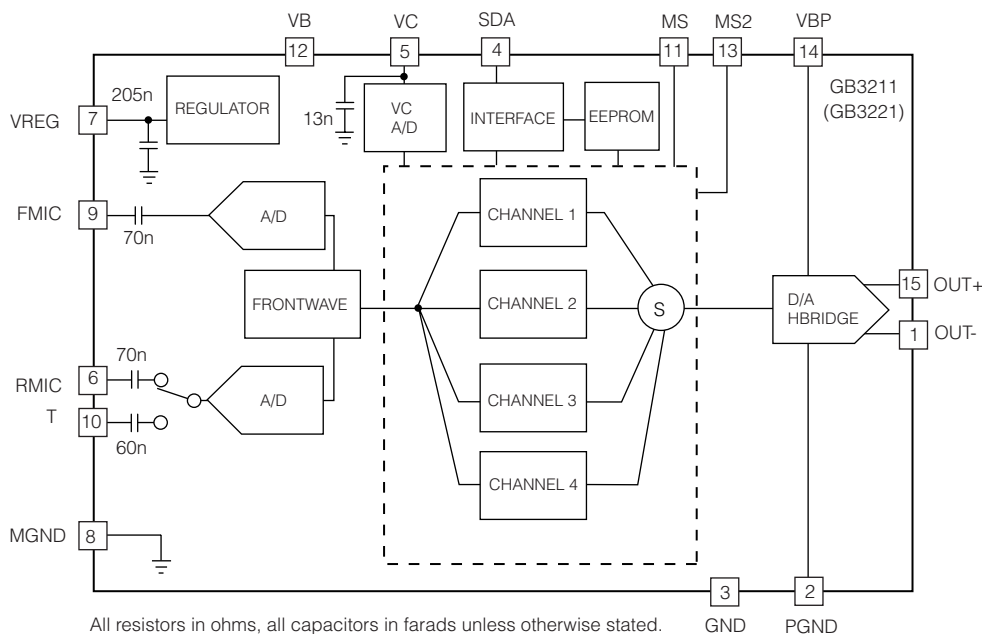 VB
VC
SDA
MS
MS2
VBP
12
5
4
11
13
14
GB3211
(GB3221)
205n
REGULATOR
VREG
7
13n
VC
A/D
INTERFACE
EEPROM
FMIC
9
70n
A/D
CHANNEL 1
FRONTWAVE
CHANNEL 2
S
D/A
HBRIDGE
15
OUT+
1
OUT-
70n
RMIC
6
T
10
60n
A/D
CHANNEL 3
CHANNEL 4
MGND
8
3
2
GND
PGND
All resistors in ohms, all capacitors in farads unless otherwise stated.